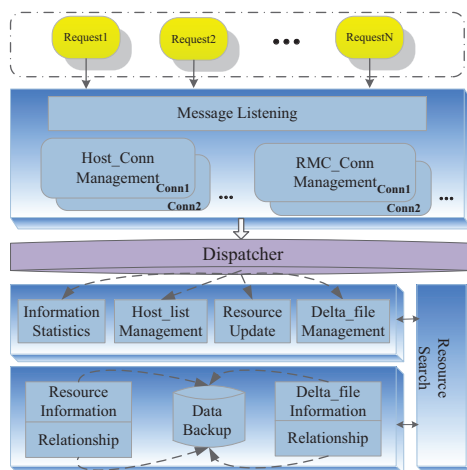 Request1
Request2
...
RequestN
Message Listening
Host_Conn
Management
Conn1
Conn2
...
RMC_Conn
Management
Conn1
Conn2
...
Dispatcher
Information
Statistics
Host_list
Management
Resource
Update
Delta_file
Management
Resource
Search
Resource
Information
Relationship
Data
Backup
Delta_file
Information
Relationship